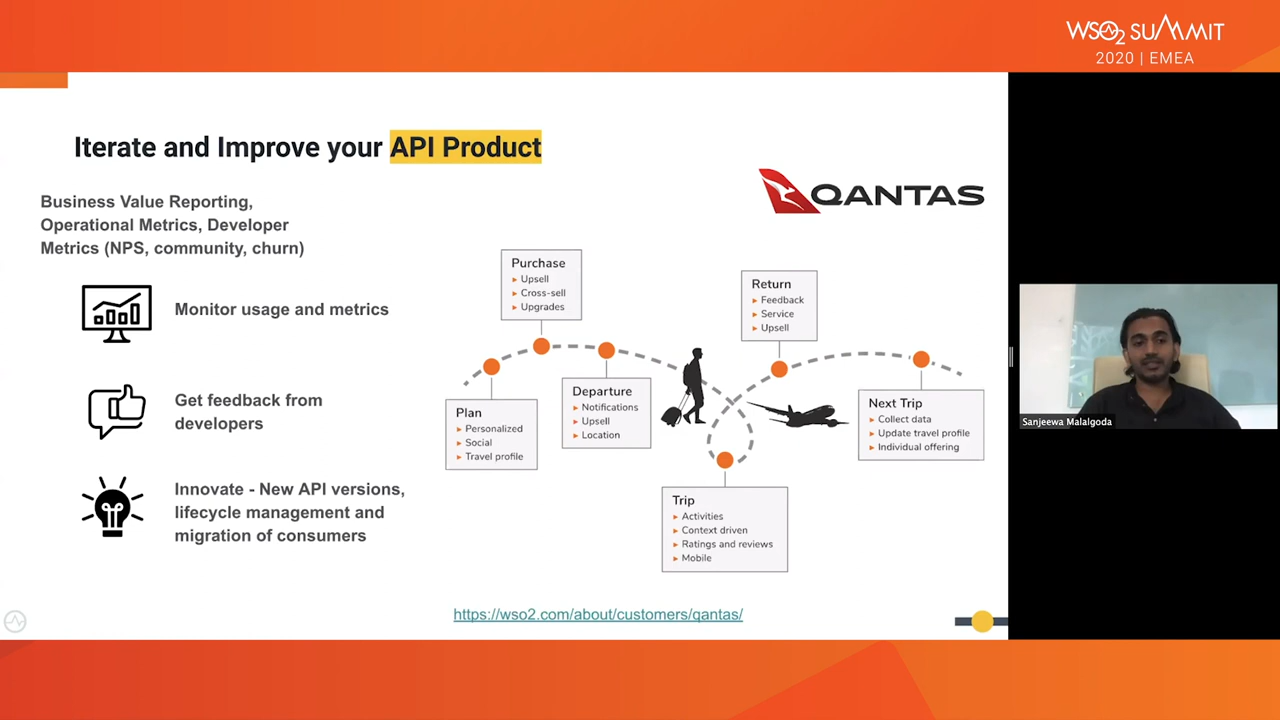 WSO2 SUMMIT
2020 | EMEA
Iterate and Improve your API Product
Business Value Reporting,
Operational Metrics, Developer
Metrics (NPS, community, churn)
Monitor usage and metrics
Get feedback from
developers
Innovate - New API versions,
lifecycle management and
migration of consumers
QANTAS
Purchase
Upsell
Cross-sell
Upgrades
Return
Feedback
Service
Upsell
Plan
Personalized
Social
Travel profile
Departure
Notifications
Upsell
Location
Next Trip
Collect data
Update travel profile
Individual offering
Trip
Activities
Context driven
Ratings and reviews
Mobile
https://wso2.com/about/customers/qantas/
Sanjeewa Malalgoda